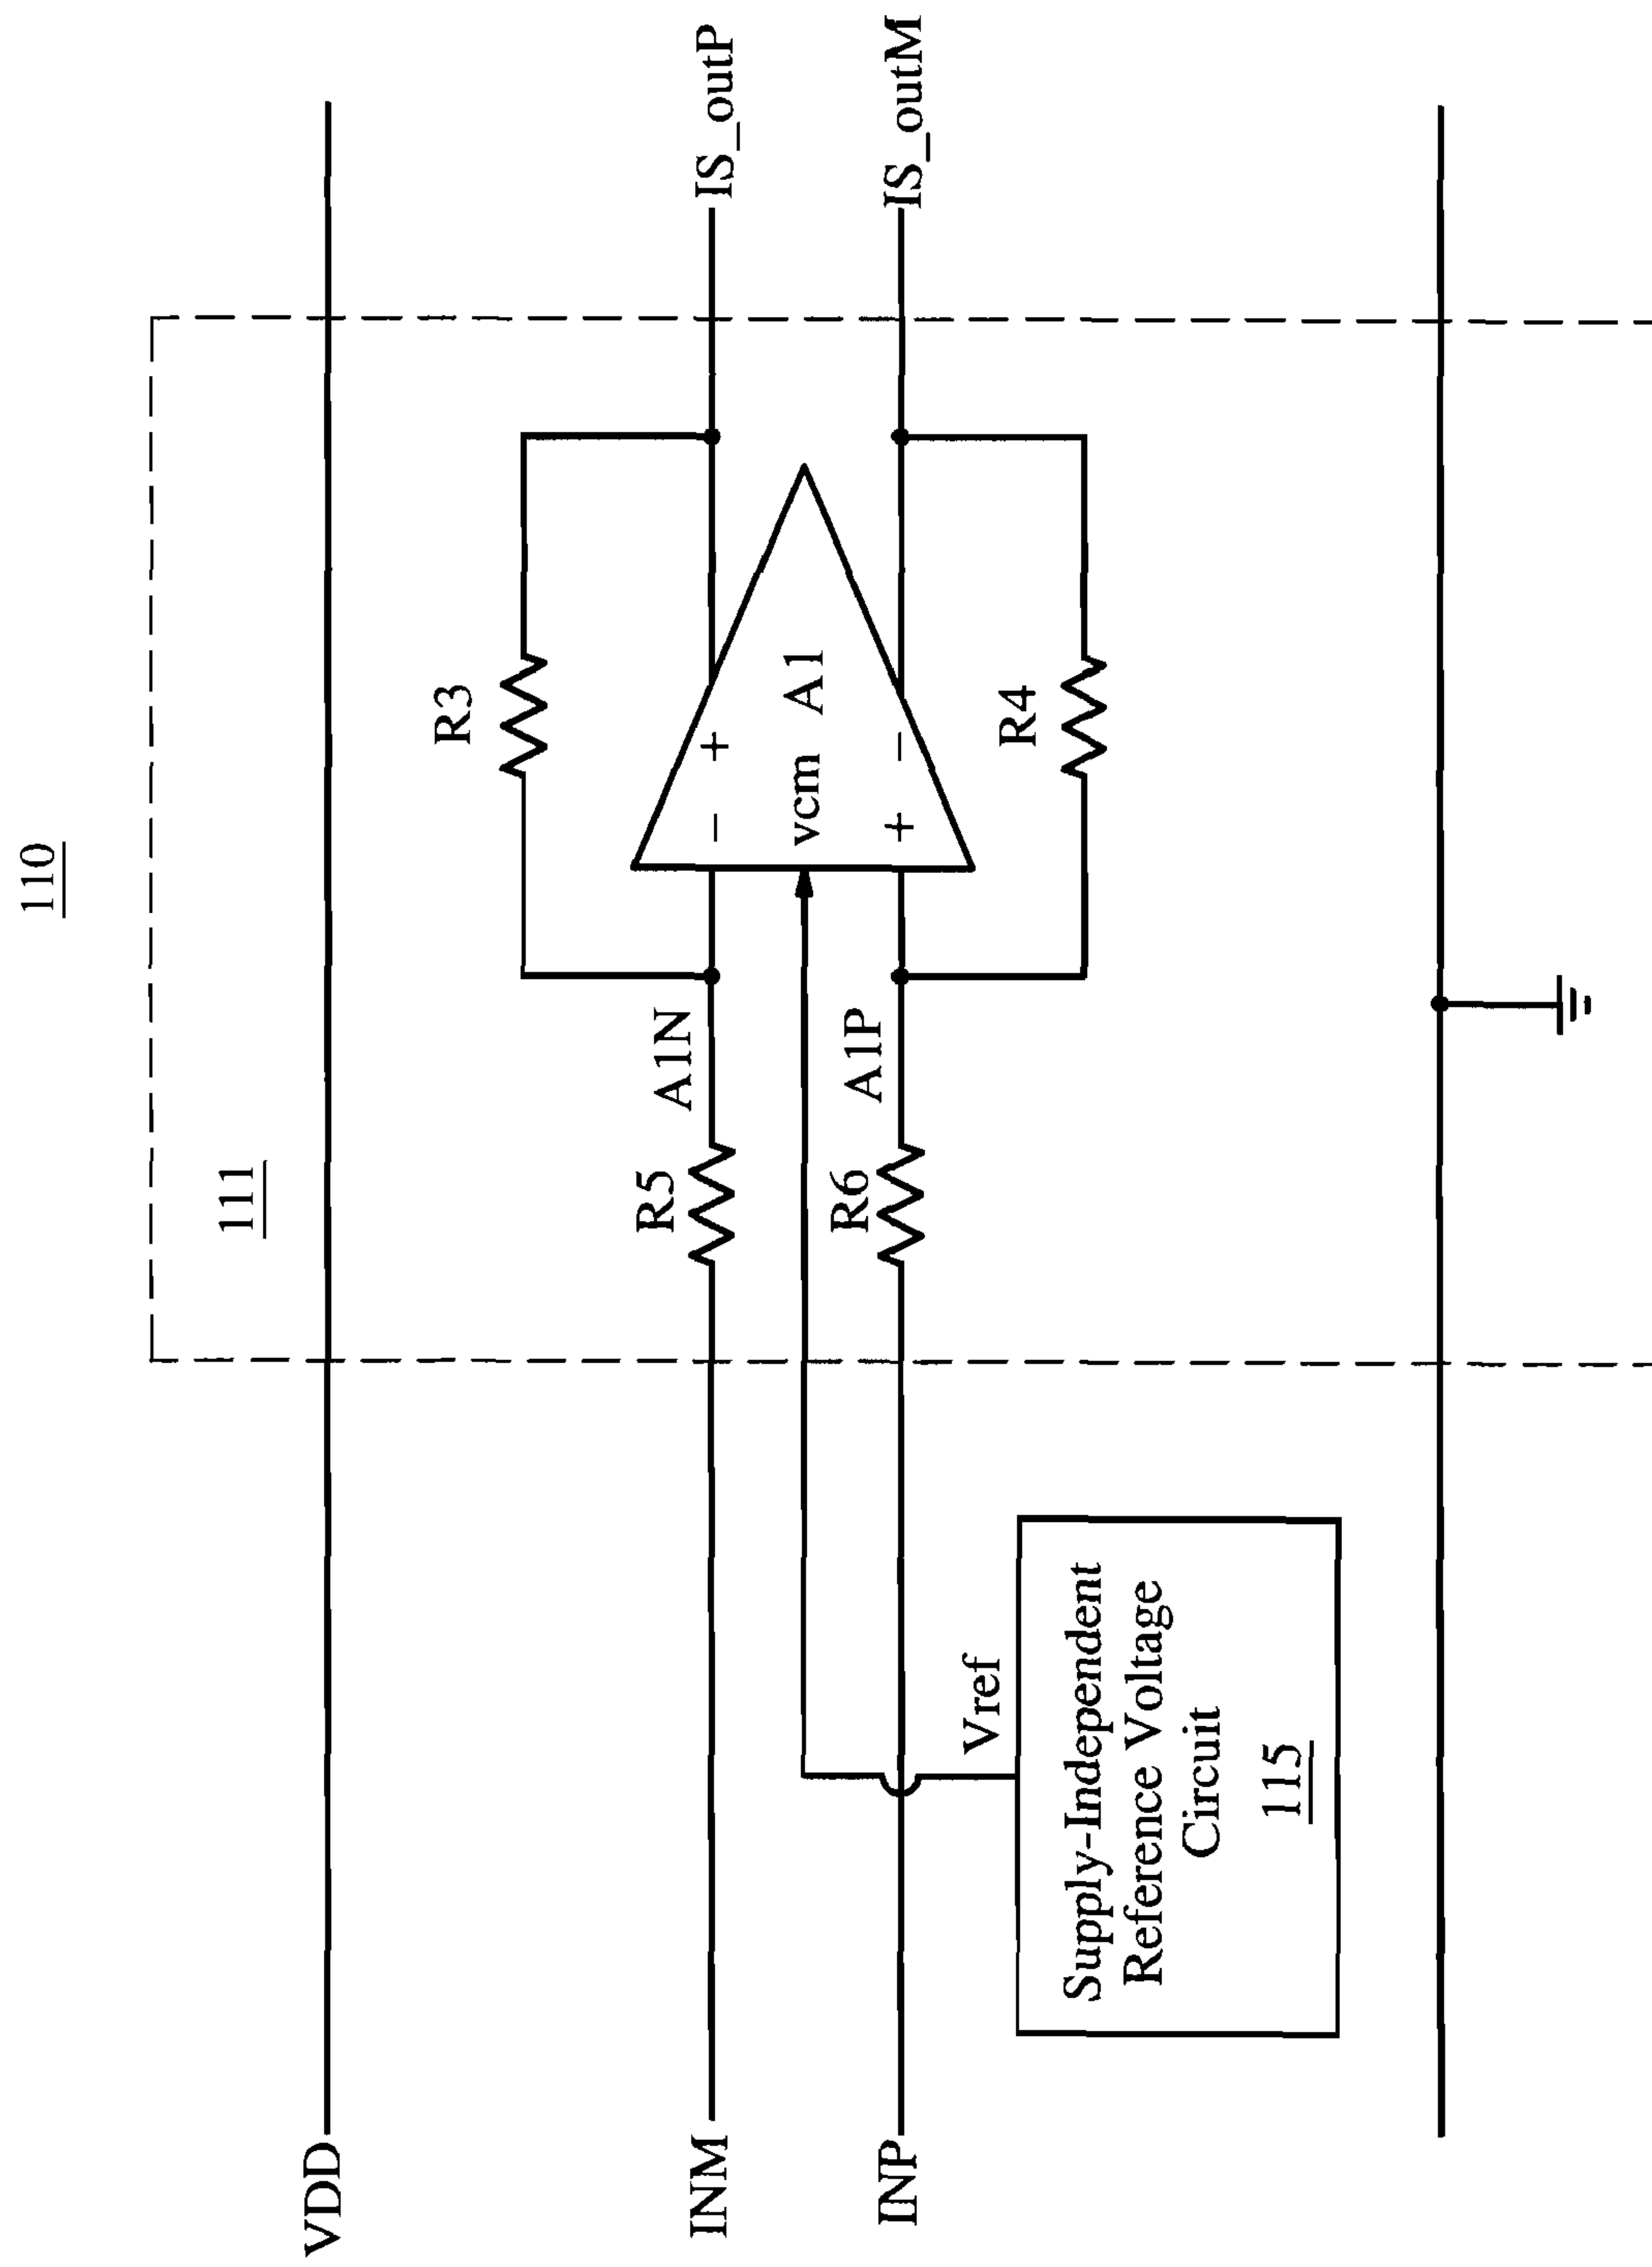 110
111
VDD
R3
IS_outP
INM
R5
A1N
− +
vcm A1
+ −
INP
R6
A1P
IS_outM
Vref
R4
Supply-Independent
Reference Voltage
Circuit
115